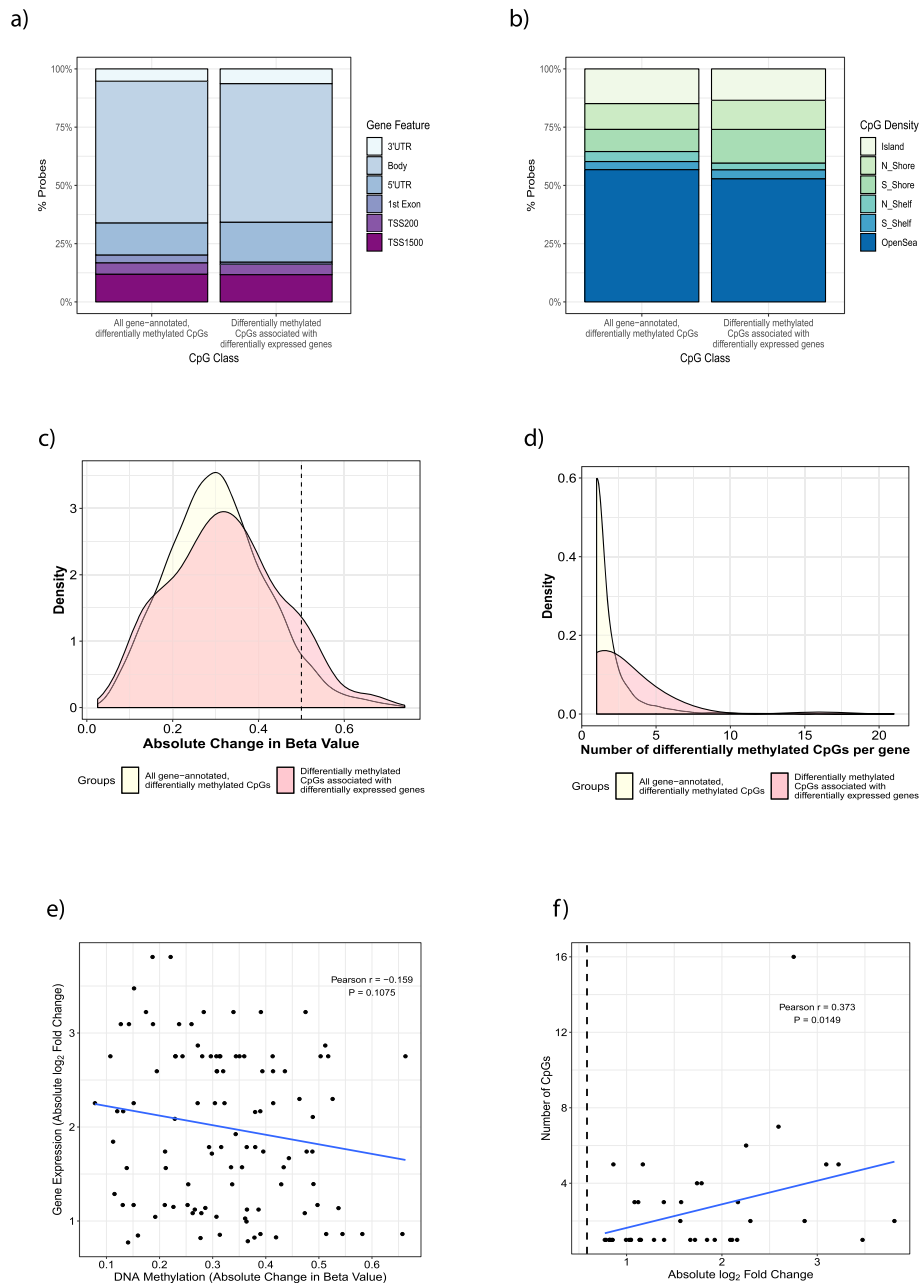 a)
100%
75%
50%
25%
0%
% Probes
All gene−annotated,
differentially methylated CpGs
Differentially methylated
CpGs associated with
differentially expressed genes
CpG Class
Gene Feature
3'UTR
Body
5'UTR
1st Exon
TSS200
TSS1500
b)
100%
75%
50%
25%
0%
% Probes
All gene−annotated,
differentially methylated CpGs
Differentially methylated
CpGs associated with
differentially expressed genes
CpG Class
CpG Density
Island
N_Shore
S_Shore
N_Shelf
S_Shelf
OpenSea
c)
3
2
1
0
Density
0.0 0.2 0.4 0.6
Absolute Change in Beta Value
Groups
All gene−annotated,
differentially methylated CpGs
Differentially methylated
CpGs associated with
differentially expressed genes
d)
0.6
0.4
0.2
0.0
Density
0 5 10 15 20
Number of differentially methylated CpGs per gene
Groups
All gene−annotated,
differentially methylated CpGs
Differentially methylated
CpGs associated with
differentially expressed genes
e)
Pearson r = −0.159
P = 0.1075
3
2
1
Gene Expression (Absolute log2 Fold Change)
0.1 0.2 0.3 0.4 0.5 0.6
DNA Methylation (Absolute Change in Beta Value)
f)
16
12
8
4
Number of CpGs
Pearson r = 0.373
P = 0.0149
1 2 3
Absolute log2 Fold Change